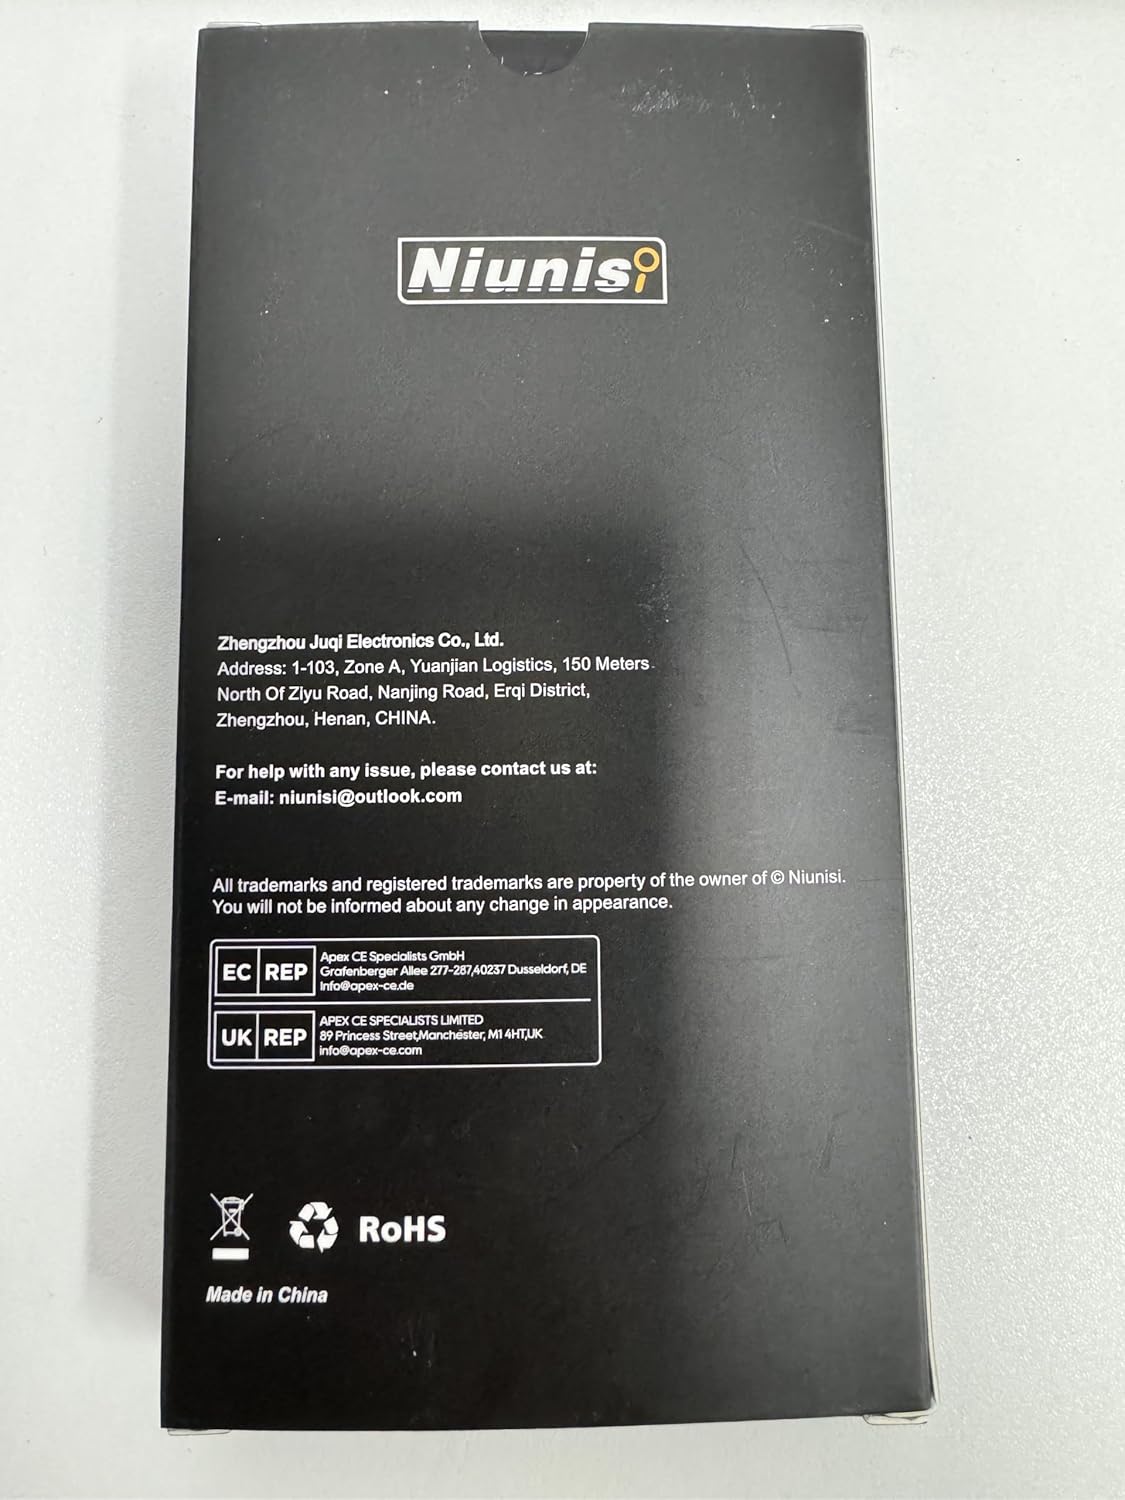 Niunisi
Zhengzhou Juqi Electronics Co., Ltd.
Address: 1-103, Zone A, Yuanjian Logistics, 150 Meters
North Of Ziyu Road, Nanjing Road, Erqi District,
Zhengzhou, Henan, CHINA.
For help with any issue, please contact us at:
E-mail: niunisi@outlook.com
All trademarks and registered trademarks are property of the owner of © Niunisi.
You will not be informed about any change in appearance.
EC REP
Apex CE Specialists GmbH
Grafenberger Allee 277-287,40237 Dusseldorf, DE
Info@apex-ce.de
UK REP
APEX CE SPECIALISTS LIMITED
89 Princess Street,Manchester, M1 4HT,UK
info@apex-ce.com
RoHS
Made in China